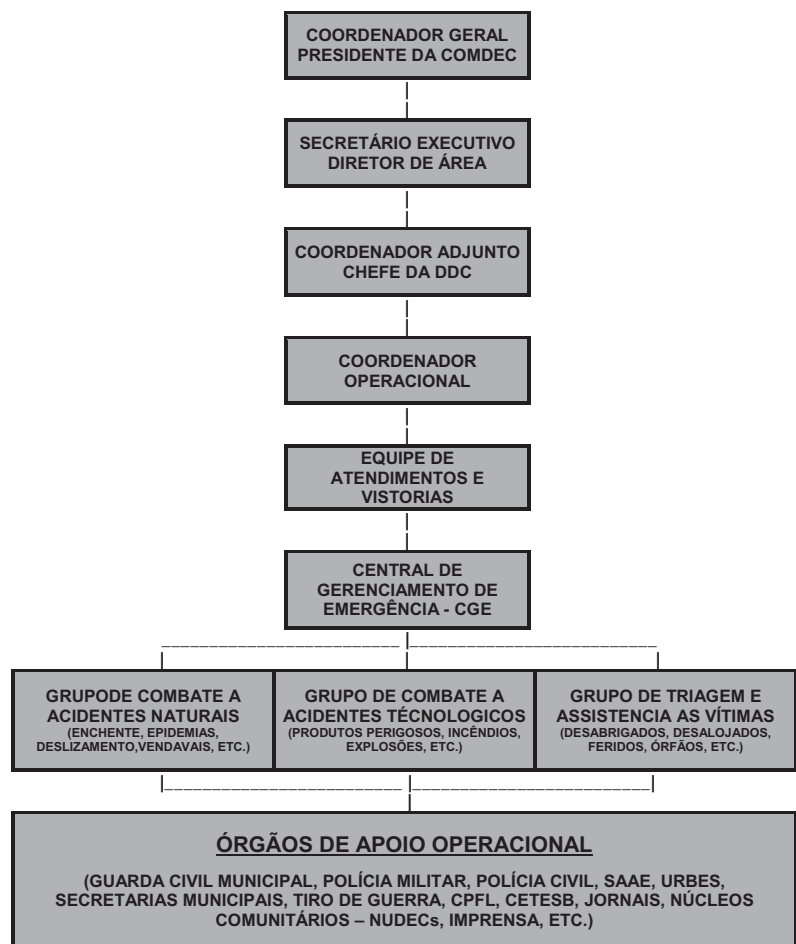 COORDENADOR GERAL
PRESIDENTE DA COMDEC
SECRETÁRIO EXECUTIVO
DIRETOR DE ÁREA
COORDENADOR ADJUNTO
CHEFE DA DDC
COORDENADOR
OPERACIONAL
EQUIPE DE
ATENDIMENTOS E
VISTORIAS
CENTRAL DE
GERENCIAMENTO DE
EMERGÊNCIA - CGE
GRUPODE COMBATE A
ACIDENTES NATURAIS
(ENCHENTE, EPIDEMIAS,
DESLIZAMENTO,VENDAVAIS, ETC.)
GRUPO DE COMBATE A
ACIDENTES TÉCNOLOGICOS
(PRODUTOS PERIGOSOS, INCÊNDIOS,
EXPLOSÕES, ETC.)
GRUPO DE TRIAGEM E
ASSISTENCIA AS VÍTIMAS
(DESABRIGADOS, DESALOJADOS,
FERIDOS, ÓRFÃOS, ETC.)
ÓRGÃOS DE APOIO OPERACIONAL
(GUARDA CIVIL MUNICIPAL, POLÍCIA MILITAR, POLÍCIA CIVIL, SAAE, URBES,
SECRETARIAS MUNICIPAIS, TIRO DE GUERRA, CPFL, CETESB, JORNAIS, NÚCLEOS
COMUNITÁRIOS – NUDECs, IMPRENSA, ETC.)